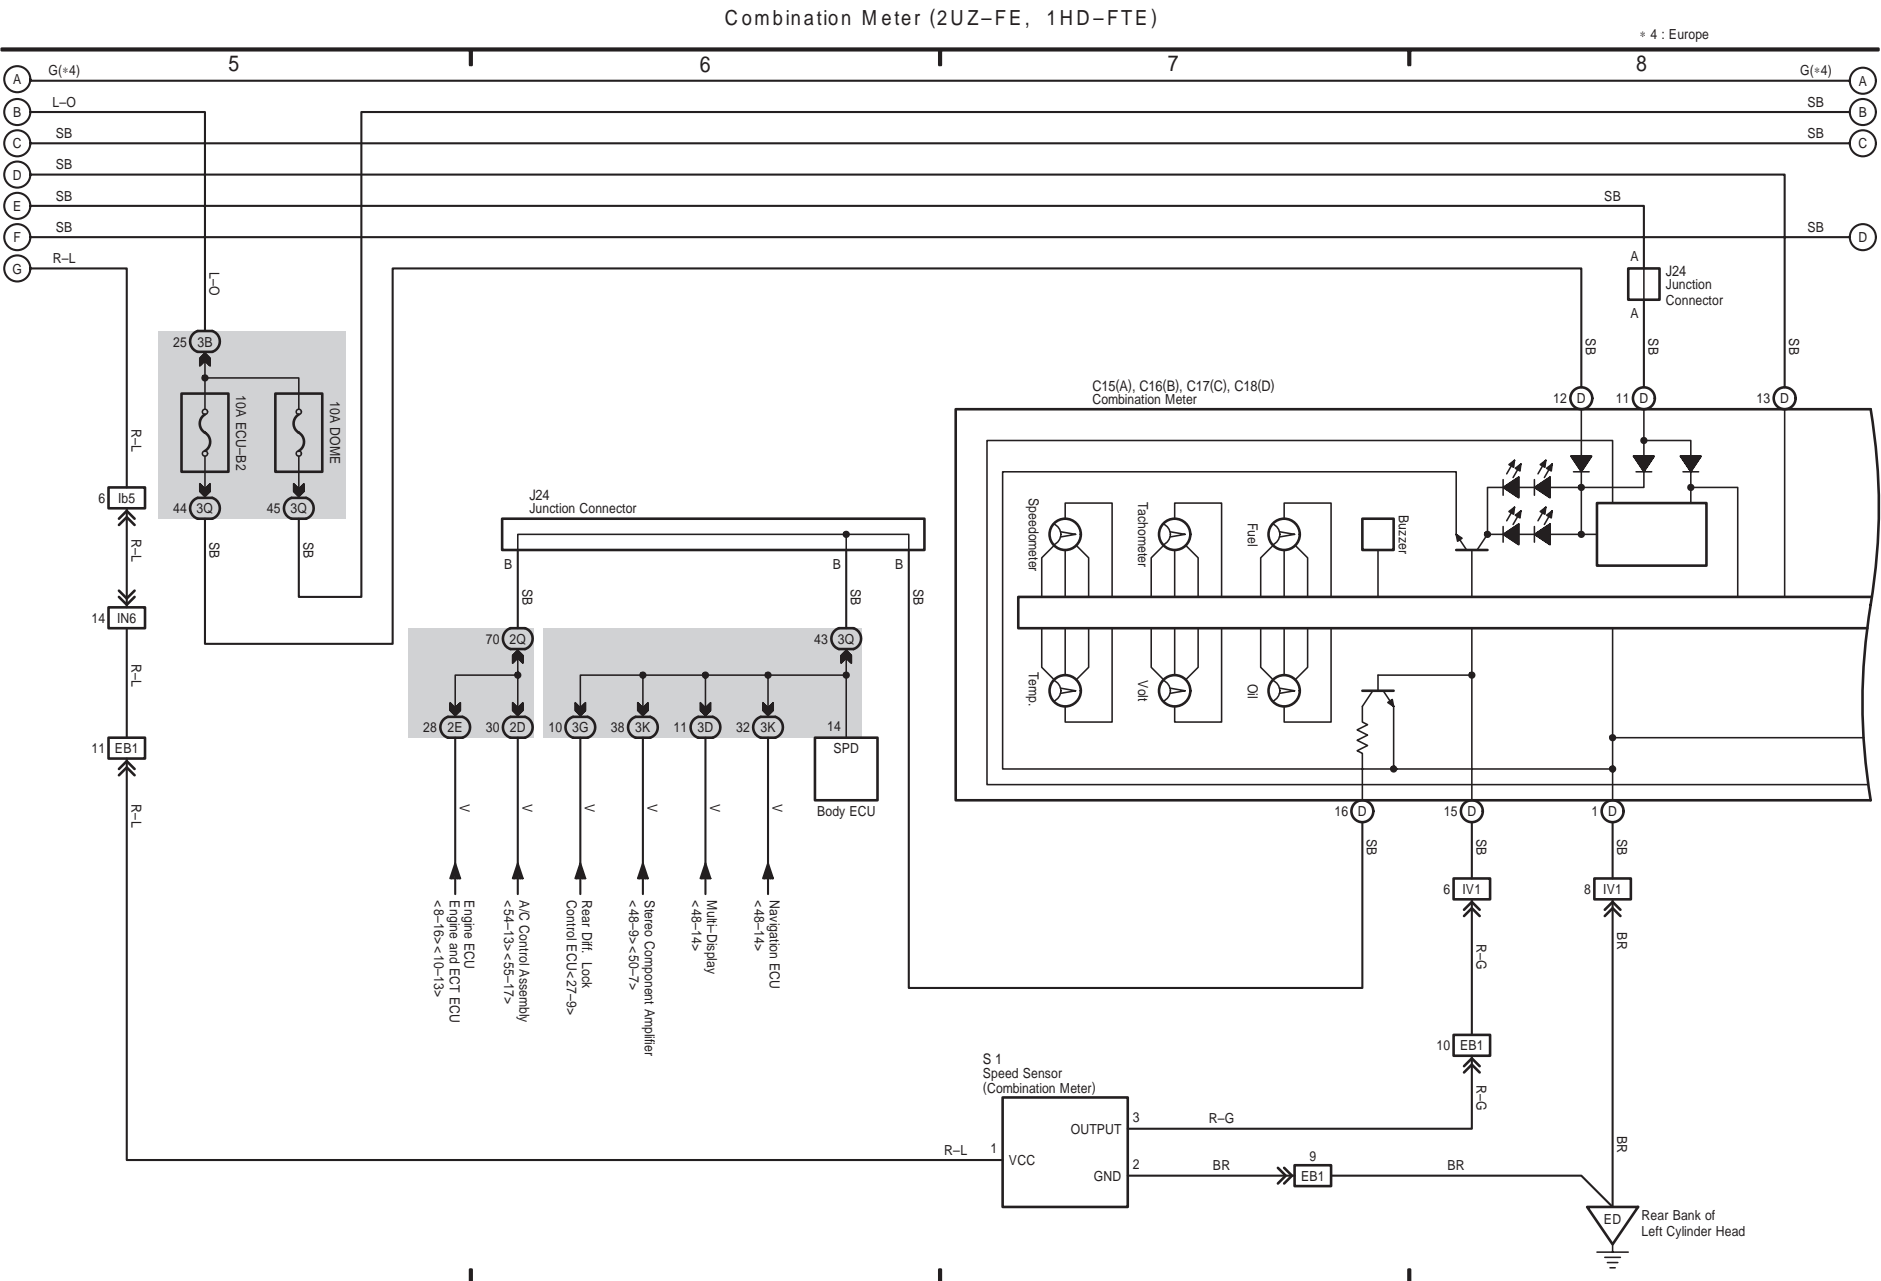 Combination Meter (2UZ–FE, 1HD–FTE)
* 4 : Europe
5
6
7
8
A
G(*4)
G(*4)
A
B
L–O
SB
B
C
SB
SB
C
D
SB
E
SB
SB
F
SB
SB
D
G
R–L
L–O
A
J24
Junction
Connector
A
25
3B
SB
SB
SB
C15(A), C16(B), C17(C), C18(D)
Combination Meter
12
D
11
D
13
D
10A ECU–B2
10A DOME
R–L
6
Ib5
44
3Q
45
3Q
J24
Junction Connector
Speedometer
Tachometer
Fuel
Buzzer
R–L
SB
SB
B
B
B
SB
SB
SB
14
IN6
70
2Q
43
3Q
R–L
Temp.
Volt
Oil
28
2E
30
2D
10
3G
38
3K
11
3D
32
3K
14
SPD
11
EB1
Body ECU
R–L
V
V
V
V
V
V
16
D
15
D
1
D
SB
SB
SB
6
IV1
8
IV1
Engine ECU
Engine and ECT ECU
<8–16><10–13>
A/C Control Assembly
<54–13><55–17>
Rear Diff. Lock
Control ECU<27–9>
Stereo Component Amplifier
<48–9><50–7>
Multi–Display
<48–14>
Navigation ECU
<48–14>
R–G
BR
10
EB1
S 1
Speed Sensor
(Combination Meter)
R–G
OUTPUT
3
R–G
R–L
1
VCC
BR
GND
2
BR
9
EB1
BR
ED
Rear Bank of
Left Cylinder Head